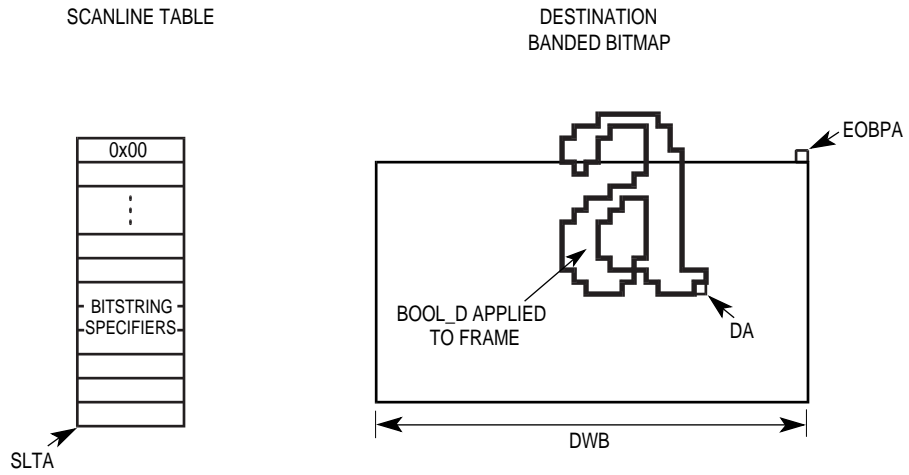 SCANLINE TABLE
DESTINATION
BANDED BITMAP
0x00
EOBPA
BITSTRING
SPECIFIERS
BOOL_D APPLIED
TO FRAME
DA
DWB
SLTA